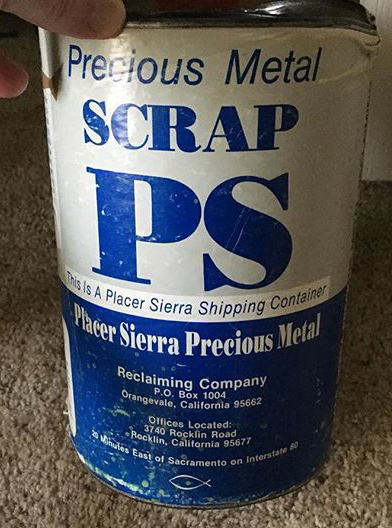 Precious Metal
SCRAP
PS
This Is A Placer Sierra Shipping Container
Placer Sierra Precious Metal
Reclaiming Company
P.O. Box 1004
Orangevale, California 95662
Offices Located:
3740 Rocklin Road
Rocklin, California 95677
20 Minutes East of Sacramento on Interstate 80